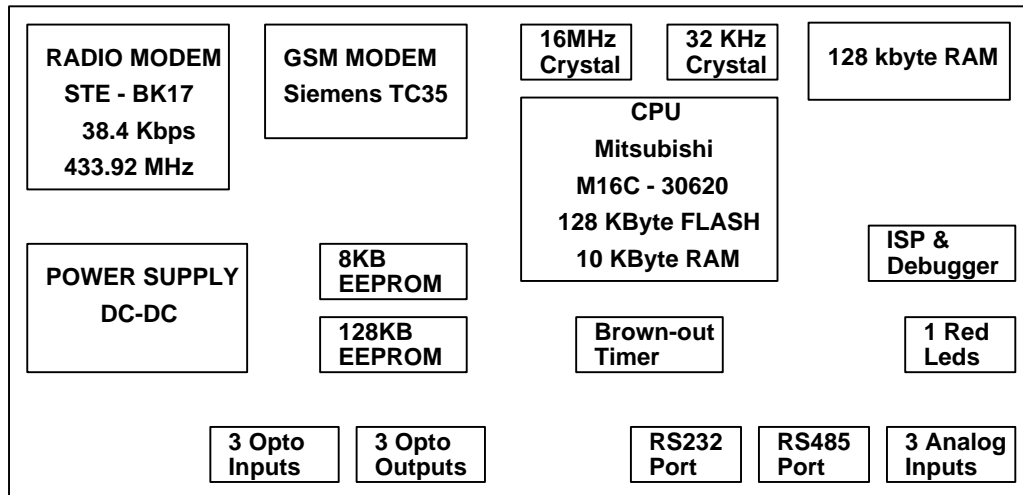 RADIO MODEM
STE - BK17
38.4 Kbps
433.92 MHz
GSM MODEM
Siemens TC35
16MHz
Crystal
32 KHz
Crystal
128 kbyte RAM
CPU
Mitsubishi
M16C - 30620
128 KByte FLASH
10 KByte RAM
ISP &
Debugger
POWER SUPPLY
DC-DC
8KB
EEPROM
128KB
EEPROM
Brown-out
Timer
1 Red
Leds
3 Opto
Inputs
3 Opto
Outputs
RS232
Port
RS485
Port
3 Analog
Inputs